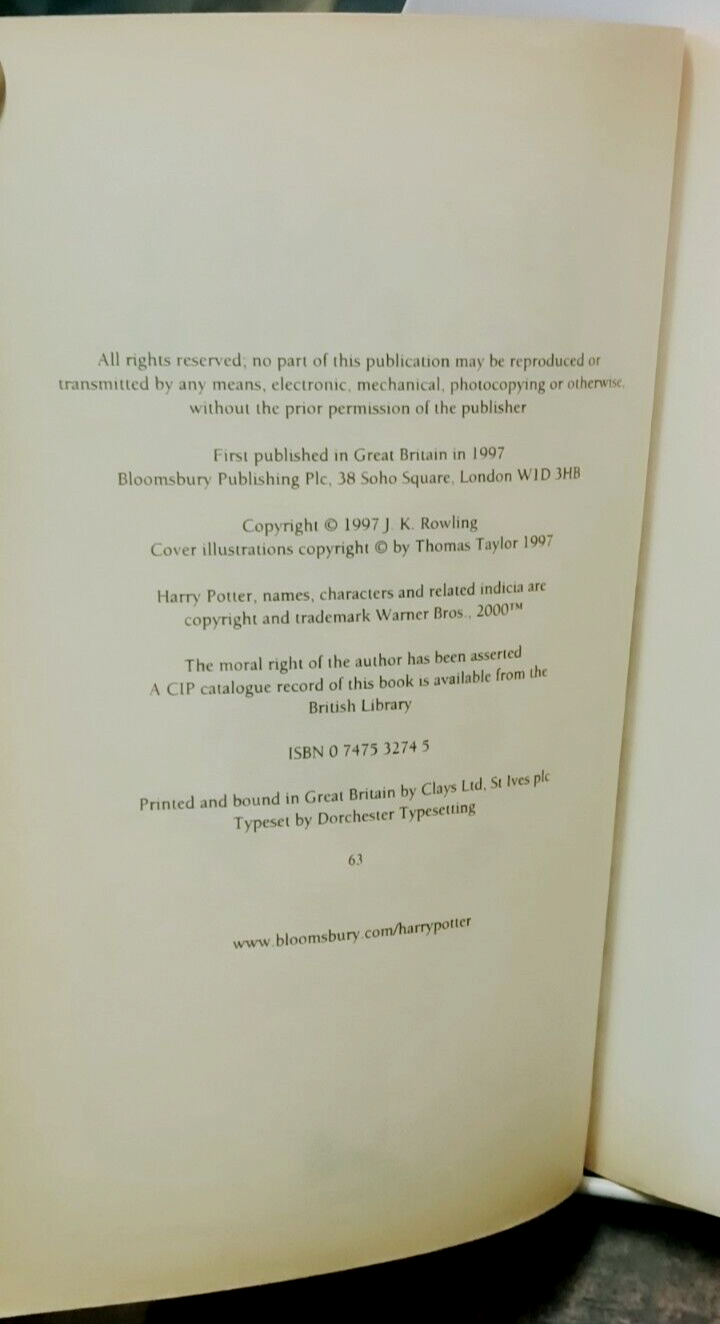 All rights reserved; no part of this publication may be reproduced or
transmitted by any means, electronic, mechanical, photocopying or otherwise,
without the prior permission of the publisher
First published in Great Britain in 1997
Bloomsbury Publishing Plc, 38 Soho Square, London W1D 3HB
Copyright © 1997 J. K. Rowling
Cover illustrations copyright © by Thomas Taylor 1997
Harry Potter, names, characters and related indicia are
copyright and trademark Warner Bros., 2000™
The moral right of the author has been asserted
A CIP catalogue record of this book is available from the
British Library
ISBN 0 7475 3274 5
Printed and bound in Great Britain by Clays Ltd, St Ives plc
Typeset by Dorchester Typesetting
63
www.bloomsbury.com/harrypotter